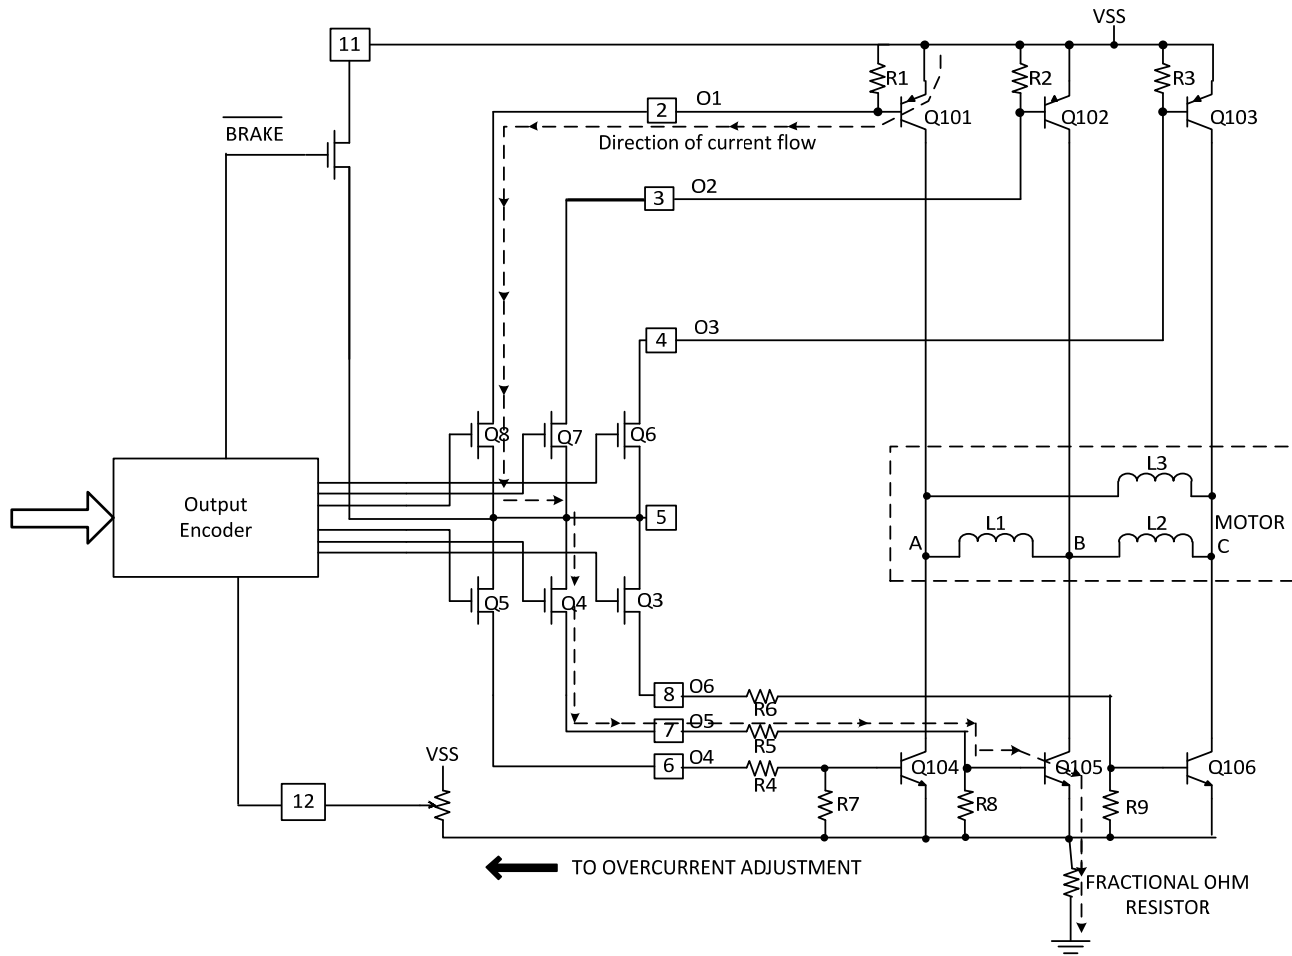 VSS
11
R1
R2
R3
2
O1
Q101
Q102
Q103
BRAKE
Direction of current flow
3
O2
4
O3
Q8
Q7
Q6
L3
Output
Encoder
5
L1
L2
MOTOR
A
B
C
Q5
Q4
Q3
8
O6
R6
7
O5
R5
6
O4
R4
Q104
Q105
Q106
VSS
12
R7
R8
R9
TO OVERCURRENT ADJUSTMENT
FRACTIONAL OHM
RESISTOR